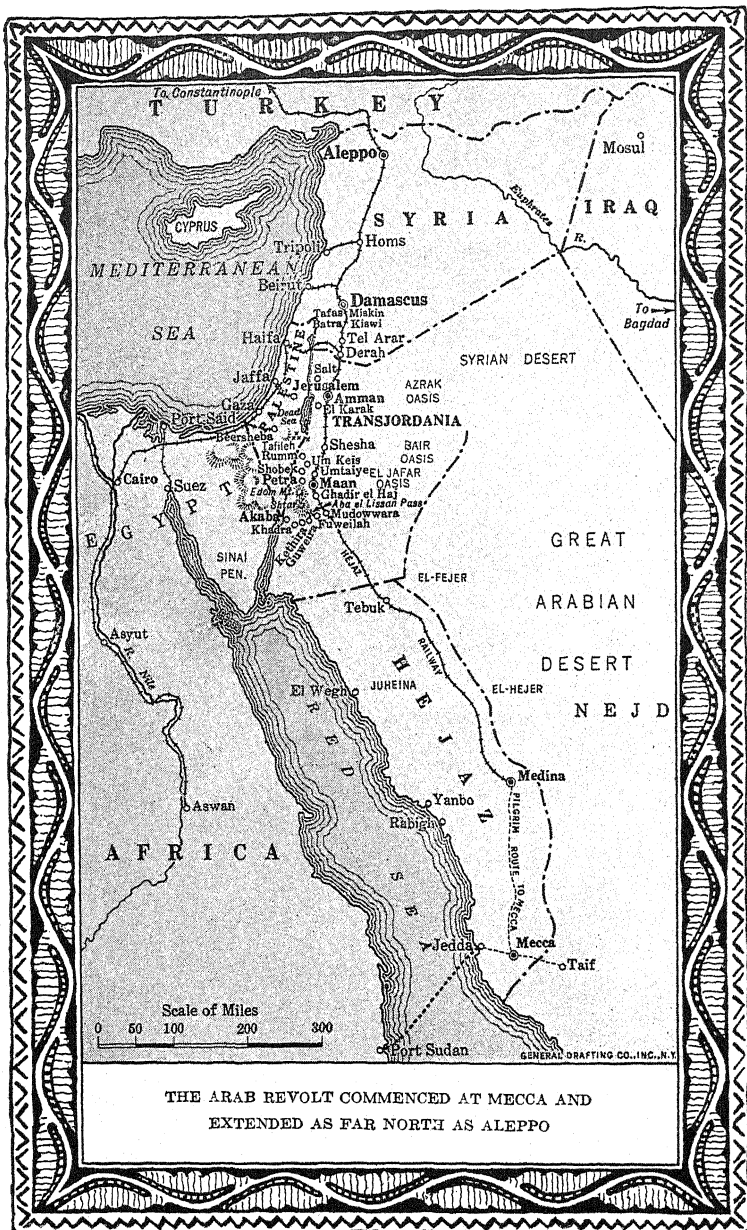 To Constantinople
TURKEY
Aleppo
Mosul
Euphrates
R.
SYRIA
IRAQ
CYPRUS
Tripoli
Homs
MEDITERRANEAN
SEA
Beirut
Damascus
To
Bagdad
Tafas Miskin
Batra Kiswi
Haifa
PALESTINE
Tel Arar
Derah
SYRIAN DESERT
Salt
Jaffa
Jerusalem
AZRAK
OASIS
Amman
Gaza
El Karak
Port Said
Dead
Sea
TRANSJORDANIA
Beersheba
Tafileh
Shesha
BAIR
OASIS
Rumm
Um Keis
Shobek
Umtaiye
EL JAFAR
OASIS
Cairo
Suez
Petra
Maan
Edom Mt.
Ghadir el Haj
Shtar
Aba el Lissan Pass
Akaba
Mudowwara
Khadra
Fuweilah
Kethura
Guweira
EGYPT
SINAI
PEN.
GREAT
ARABIAN
DESERT
HEJAZ
RAILWAY
EL-FEJER
Tebuk
Asyut
R. Nile
HEJAZ
El Wegh
JUHEINA
EL-HEJER
NEJD
RED
SEA
Medina
Yanbo
Rabigh
Aswan
PILGRIM ROUTE TO MECCA
AFRICA
Jedda
Mecca
Taif
Scale of Miles
0 50 100 200 300
Port Sudan
GENERAL DRAFTING CO., INC., N.Y.
THE ARAB REVOLT COMMENCED AT MECCA AND
EXTENDED AS FAR NORTH AS ALEPPO